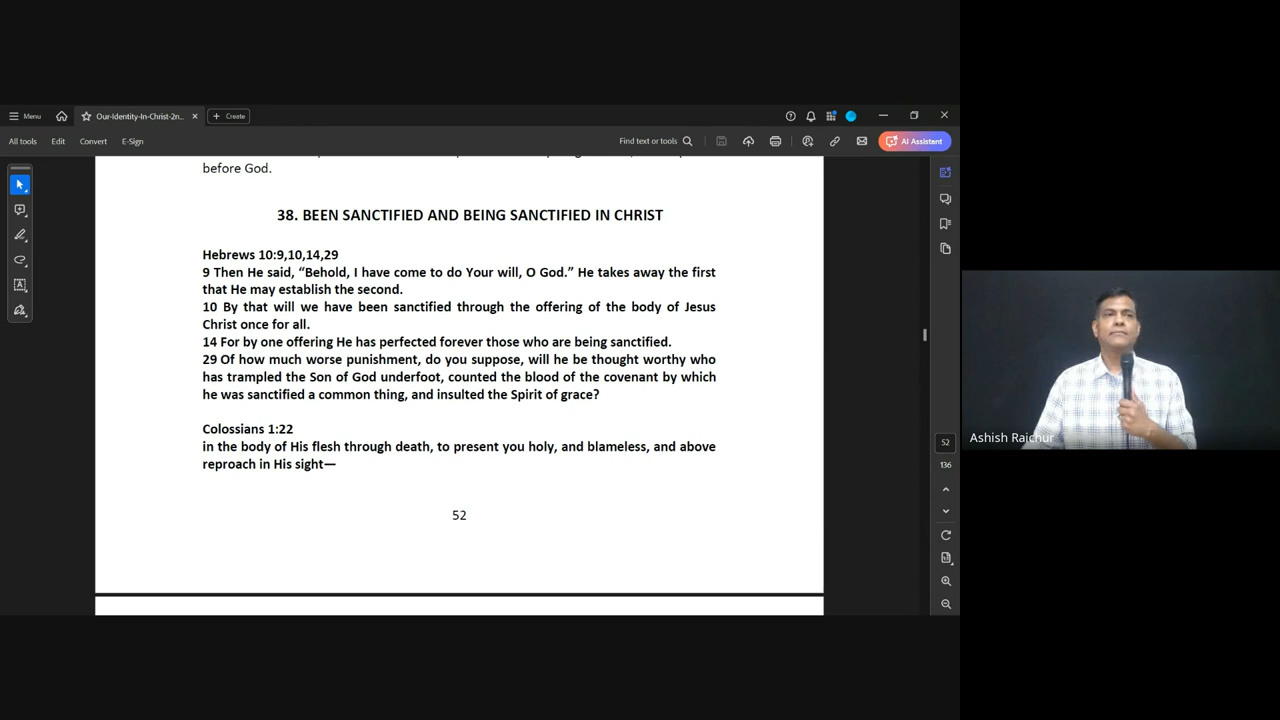 Menu
Our-Identity-In-Christ-2n...
Create
All tools
Edit
Convert
E-Sign
Find text or tools
AI Assistant
before God.
38. BEEN SANCTIFIED AND BEING SANCTIFIED IN CHRIST
Hebrews 10:9,10,14,29
9 Then He said, “Behold, I have come to do Your will, O God.” He takes away the first
that He may establish the second.
10 By that will we have been sanctified through the offering of the body of Jesus
Christ once for all.
14 For by one offering He has perfected forever those who are being sanctified.
29 Of how much worse punishment, do you suppose, will he be thought worthy who
has trampled the Son of God underfoot, counted the blood of the covenant by which
he was sanctified a common thing, and insulted the Spirit of grace?
Colossians 1:22
in the body of His flesh through death, to present you holy, and blameless, and above
reproach in His sight—
52
52
136
Ashish Raichur